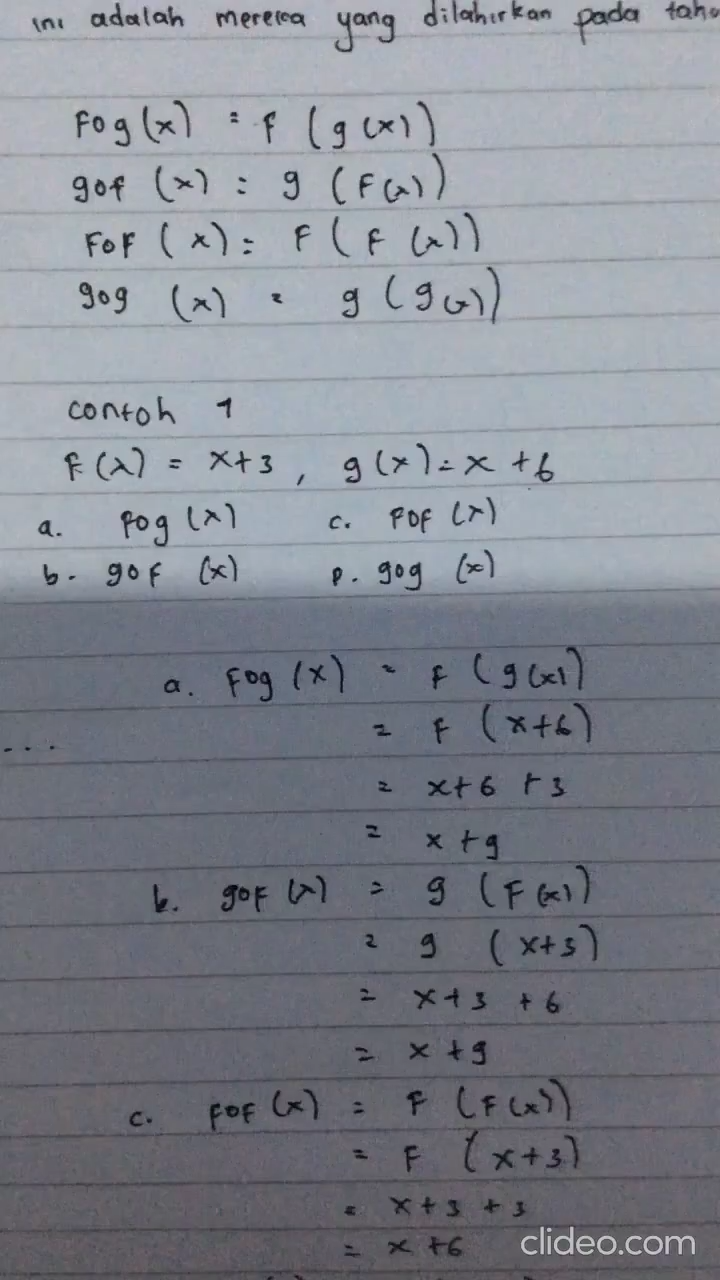 ini adalah mereka yang dilahirkan pada tahu
Fog (x) = F (g(x))
gof (x) = g (F(x))
FoF (x) = F (F (x))
gog (x) = g (g(x))
contoh 1
F(x) = x+3 , g(x) = x +6
a. Fog (x) c. FoF (x)
b. goF (x) D. gog (x)
a. Fog (x) = F (g(x))
= F (x+6)
...
= x+6 +3
= x +9
b. goF (x) = g (F(x))
= g (x+3)
= x+3 +6
= x +9
c. FoF (x) = F (F(x))
= F (x+3)
= x+3 +3
= x +6
clideo.com